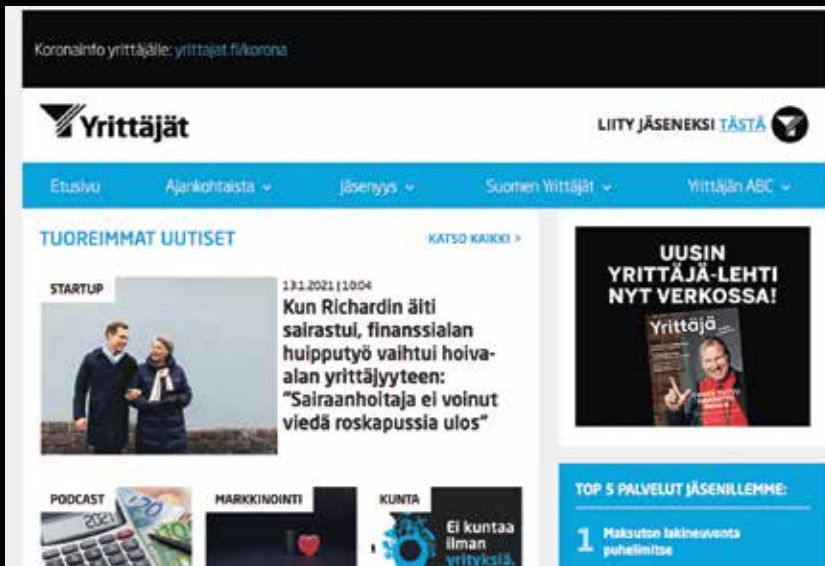 Koronainfo yrittäjälle: yrittajat.fi/korona
Yrittäjät
LIITY JÄSENEKSI TÄSTÄ
Etusivu Ajankohtaista Jäsenyys Suomen Yrittäjät Yrittäjän ABC
TUOREIMMAT UUTISET
KATSO KAIKKI >
STARTUP
13.1.2021 | 10:04
Kun Richardin äiti
sairastui, finanssialan
huipputyö vaihtui hoiva-
alan yrittäjyyteen:
”Sairaanhoitaja ei voinut
viedä roskapussia ulos”
UUSIN
YRITTÄJÄ-LEHTI
NYT VERKOSSA!
Yrittäjä
PODCAST
2021
20
MARKKINOINTI
KUNTA
Ei kuntaa
ilman
yrityksiä.
TOP 5 PALVELUT JÄSENILLEMME:
1 Maksuton lakineuvonta
puhelimitse